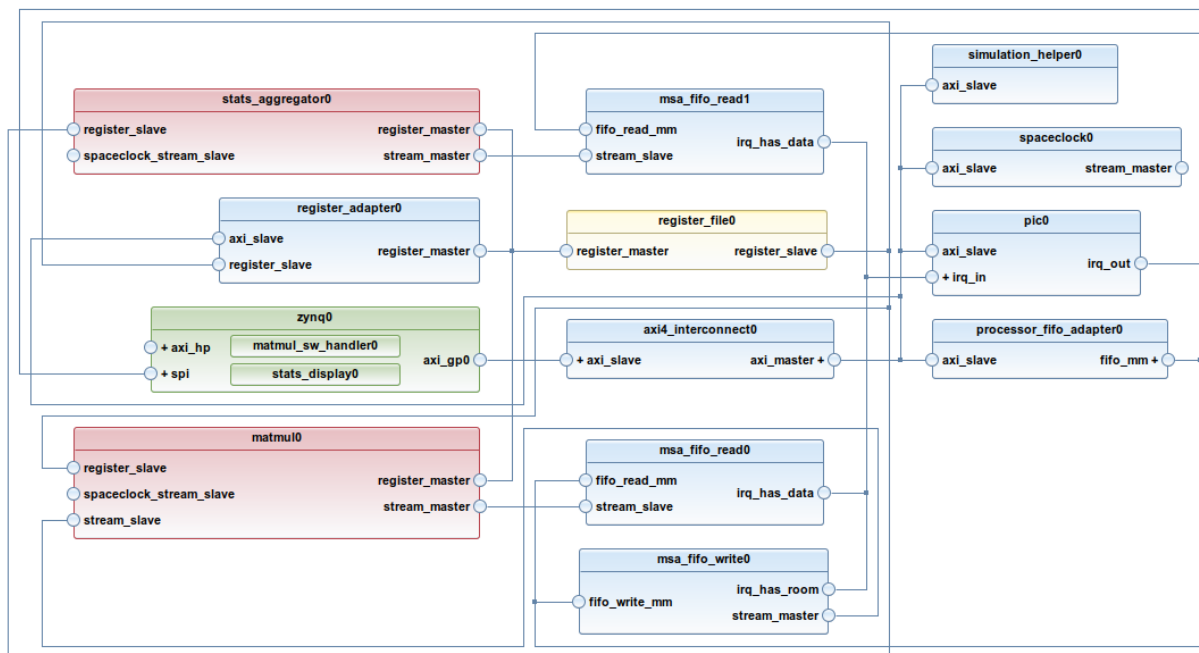 simulation_helper0
axi_slave
stats_aggregator0
register_slave register_master
spaceclock_stream_slave stream_master
msa_fifo_read1
fifo_read_mm
irq_has_data
stream_slave
spaceclock0
axi_slave stream_master
register_adapter0
axi_slave
register_master
register_slave
register_file0
register_master register_slave
pic0
axi_slave
irq_out
+ irq_in
zynq0
+ axi_hp
matmul_sw_handler0
axi_gp0
+ spi
stats_display0
axi4_interconnect0
+ axi_slave axi_master +
processor_fifo_adapter0
axi_slave fifo_mm +
matmul0
register_slave
register_master
spaceclock_stream_slave
stream_master
stream_slave
msa_fifo_read0
fifo_read_mm
irq_has_data
stream_slave
msa_fifo_write0
irq_has_room
fifo_write_mm
stream_master